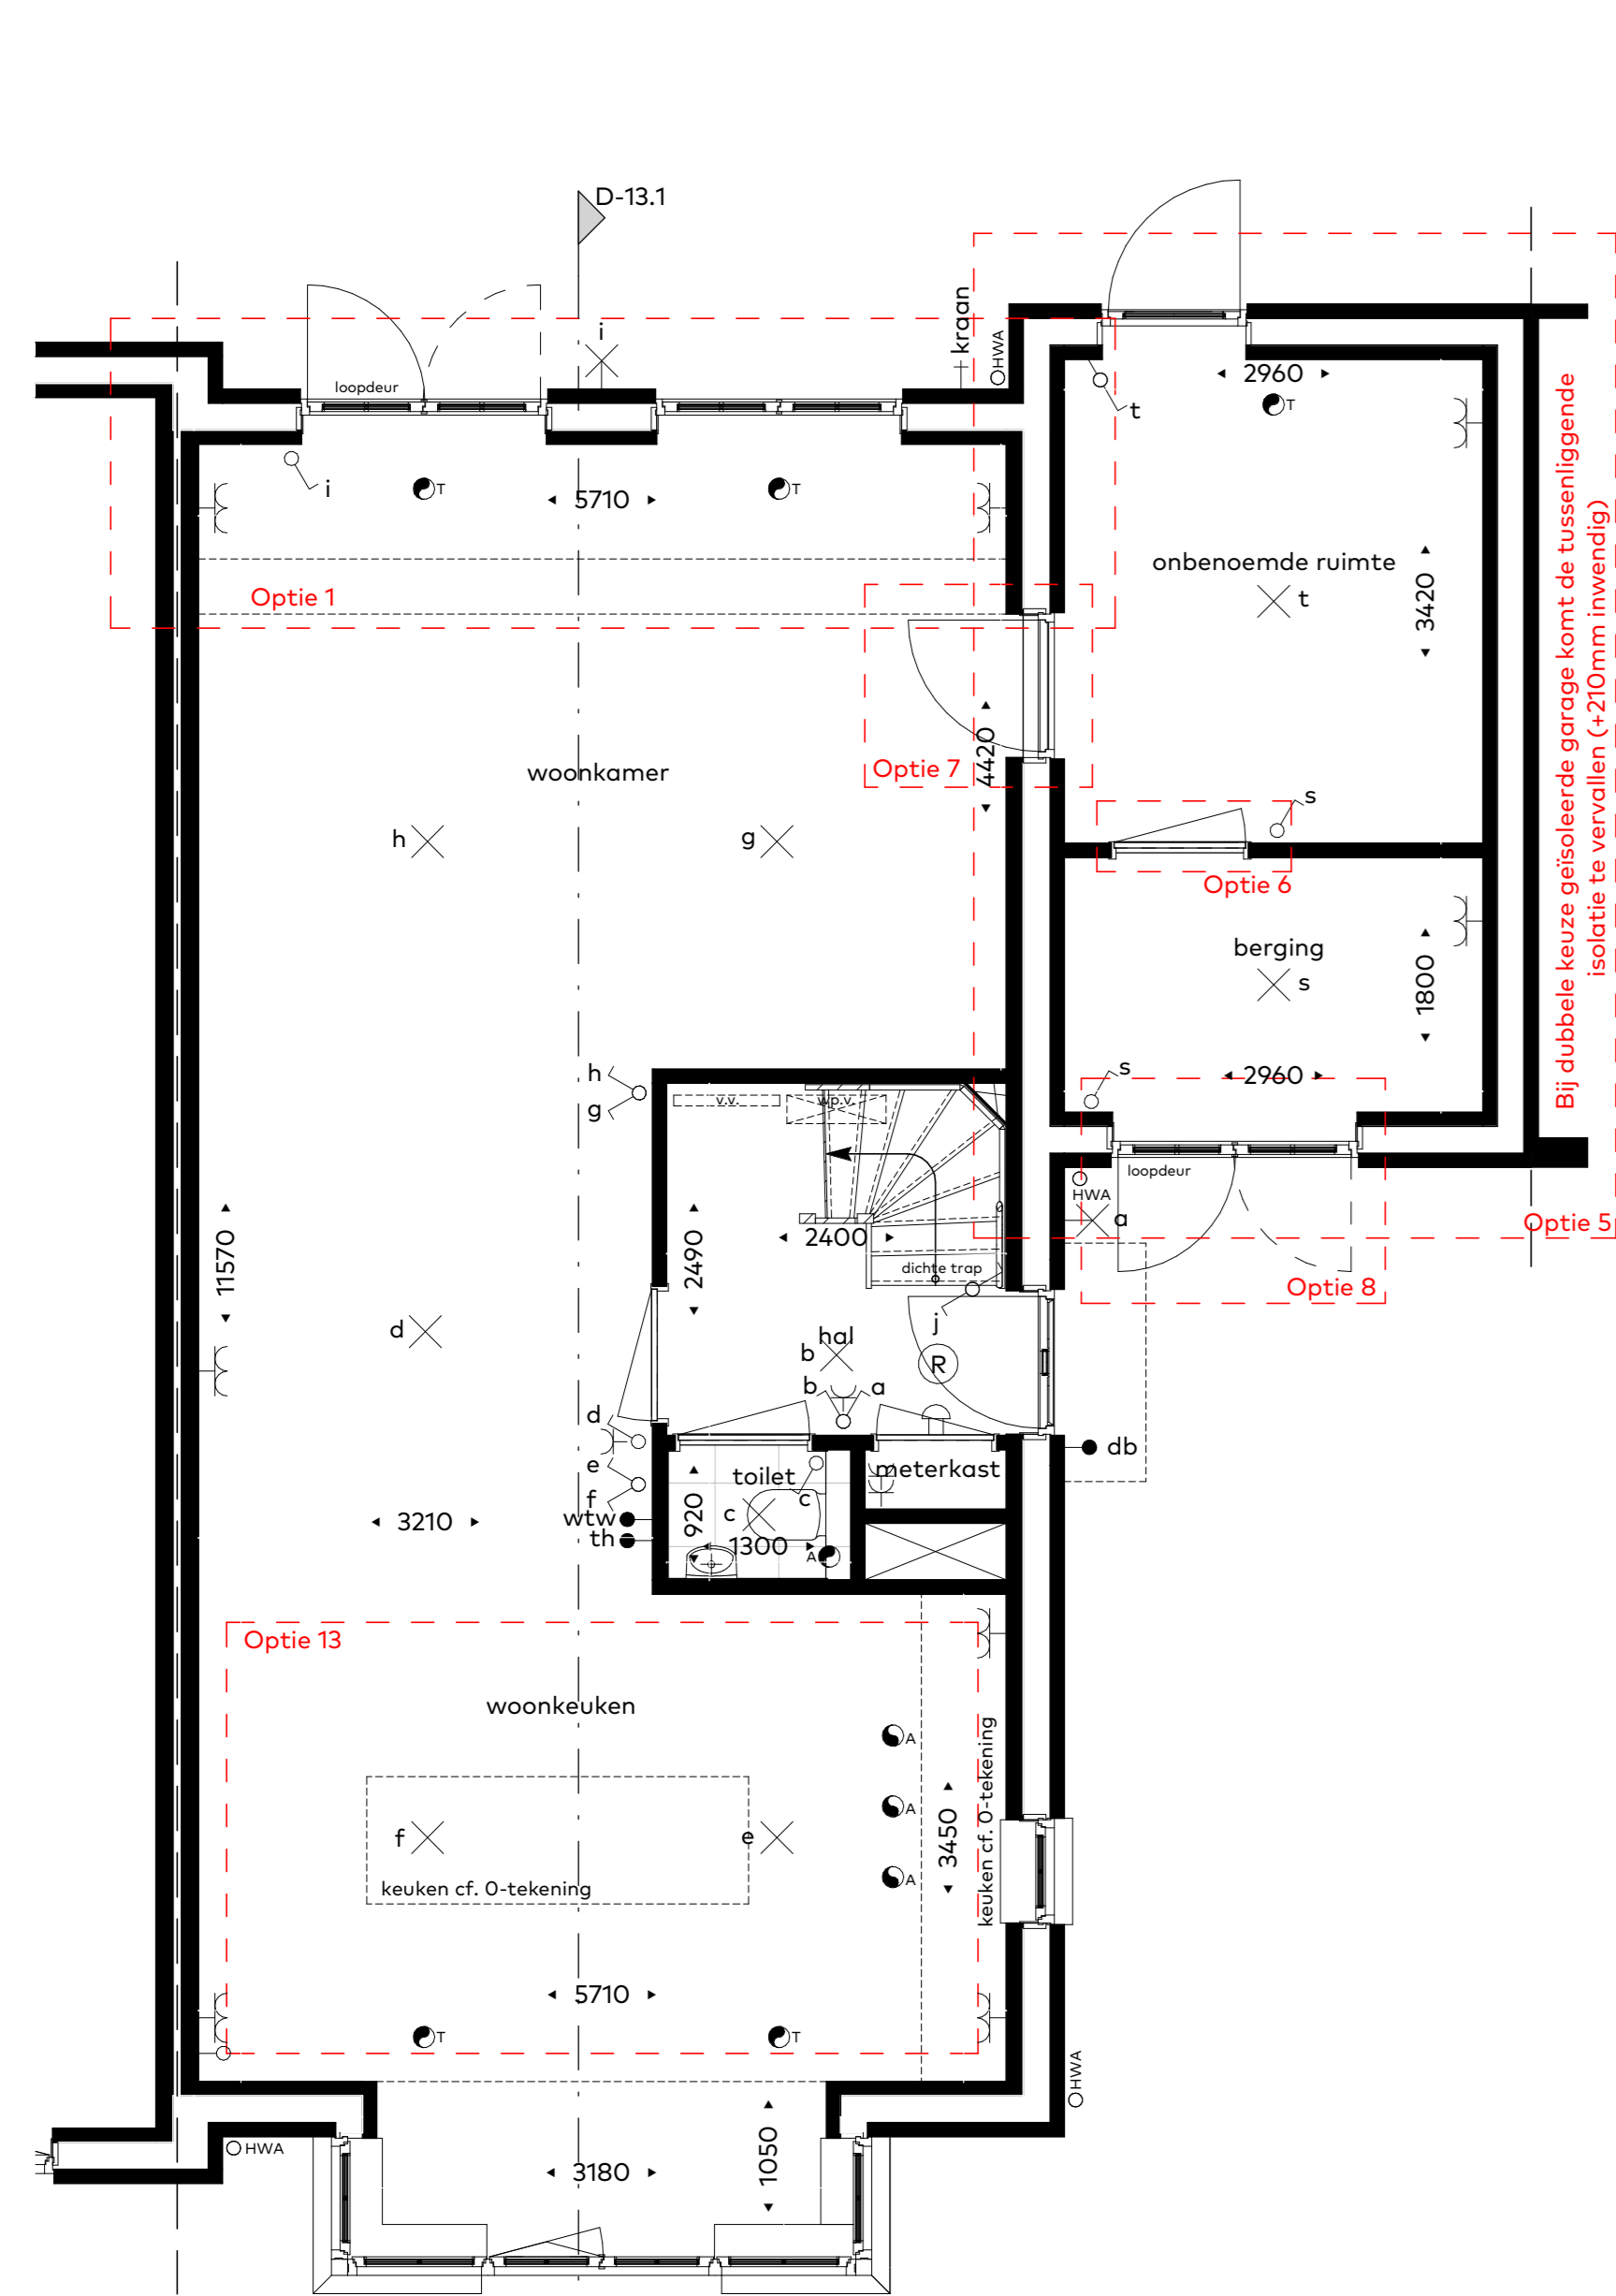 D-13.1
kraan
HWA
i
loopdeur
2960
T
t
i
T
5710
T
onbenoemde ruimte
t
3420
Optie 1
Bij dubbele keuze geïsoleerde garage komt de tussenliggende
isolatie te vervallen (+210mm inwendig)
woonkamer
Optie 7
4420
h
g
s
Optie 6
berging
s
1800
h
g
v.v.
wp.v.
s
2960
loopdeur
HWA
a
Optie 5
11570
2490
2400
dichte trap
Optie 8
j
d
hal
b
R
b
a
d
db
e
f
toilet
meterkast
c
c
920
wtw
th
3210
1300
A
Optie 13
woonkeuken
A
A
A
f
e
3450
keuken cf. 0-tekening
keuken cf. 0-tekening
5710
T
T
HWA
HWA
3180
1050